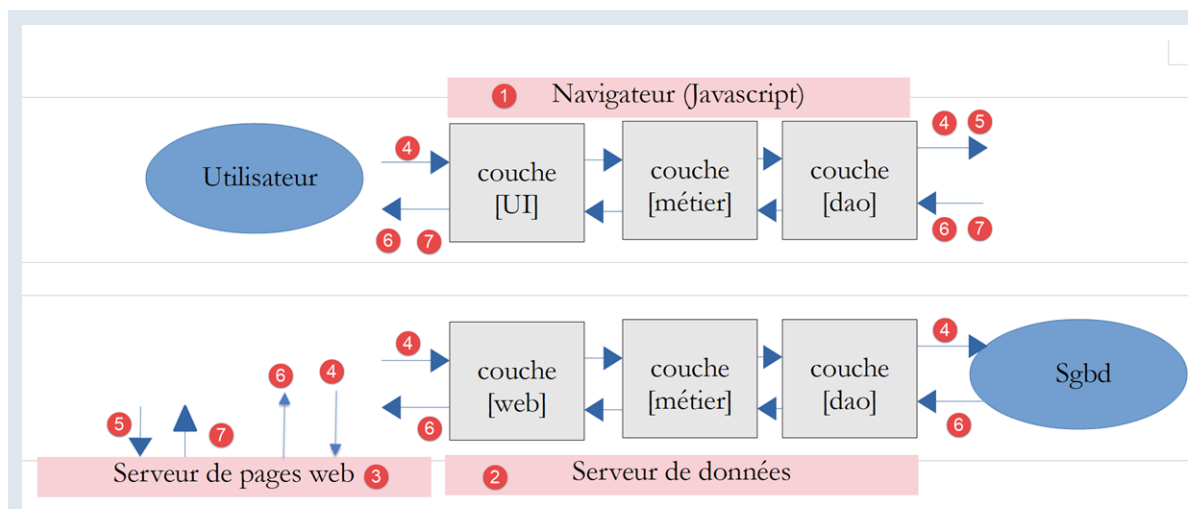 1 Navigateur (Javascript)
4 4 5
Utilisateur
couche
[UI]
couche
[métier]
couche
[dao]
6 7 6 7
4 4
6 4
couche
[web]
couche
[métier]
couche
[dao]
Sgbd
5 7 6 6
Serveur de pages web 3
2 Serveur de données